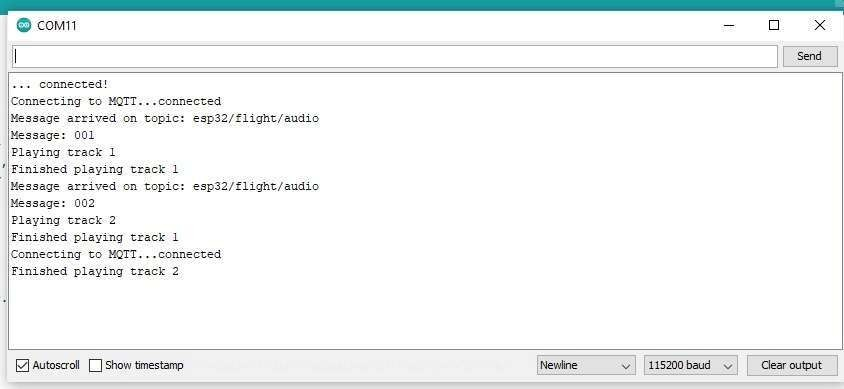 COM11
Send
... connected!
Connecting to MQTT...connected
Message arrived on topic: esp32/flight/audio
Message: 001
Playing track 1
Finished playing track 1
Message arrived on topic: esp32/flight/audio
Message: 002
Playing track 2
Finished playing track 1
Connecting to MQTT...connected
Finished playing track 2
Autoscroll Show timestamp Newline 115200 baud Clear output